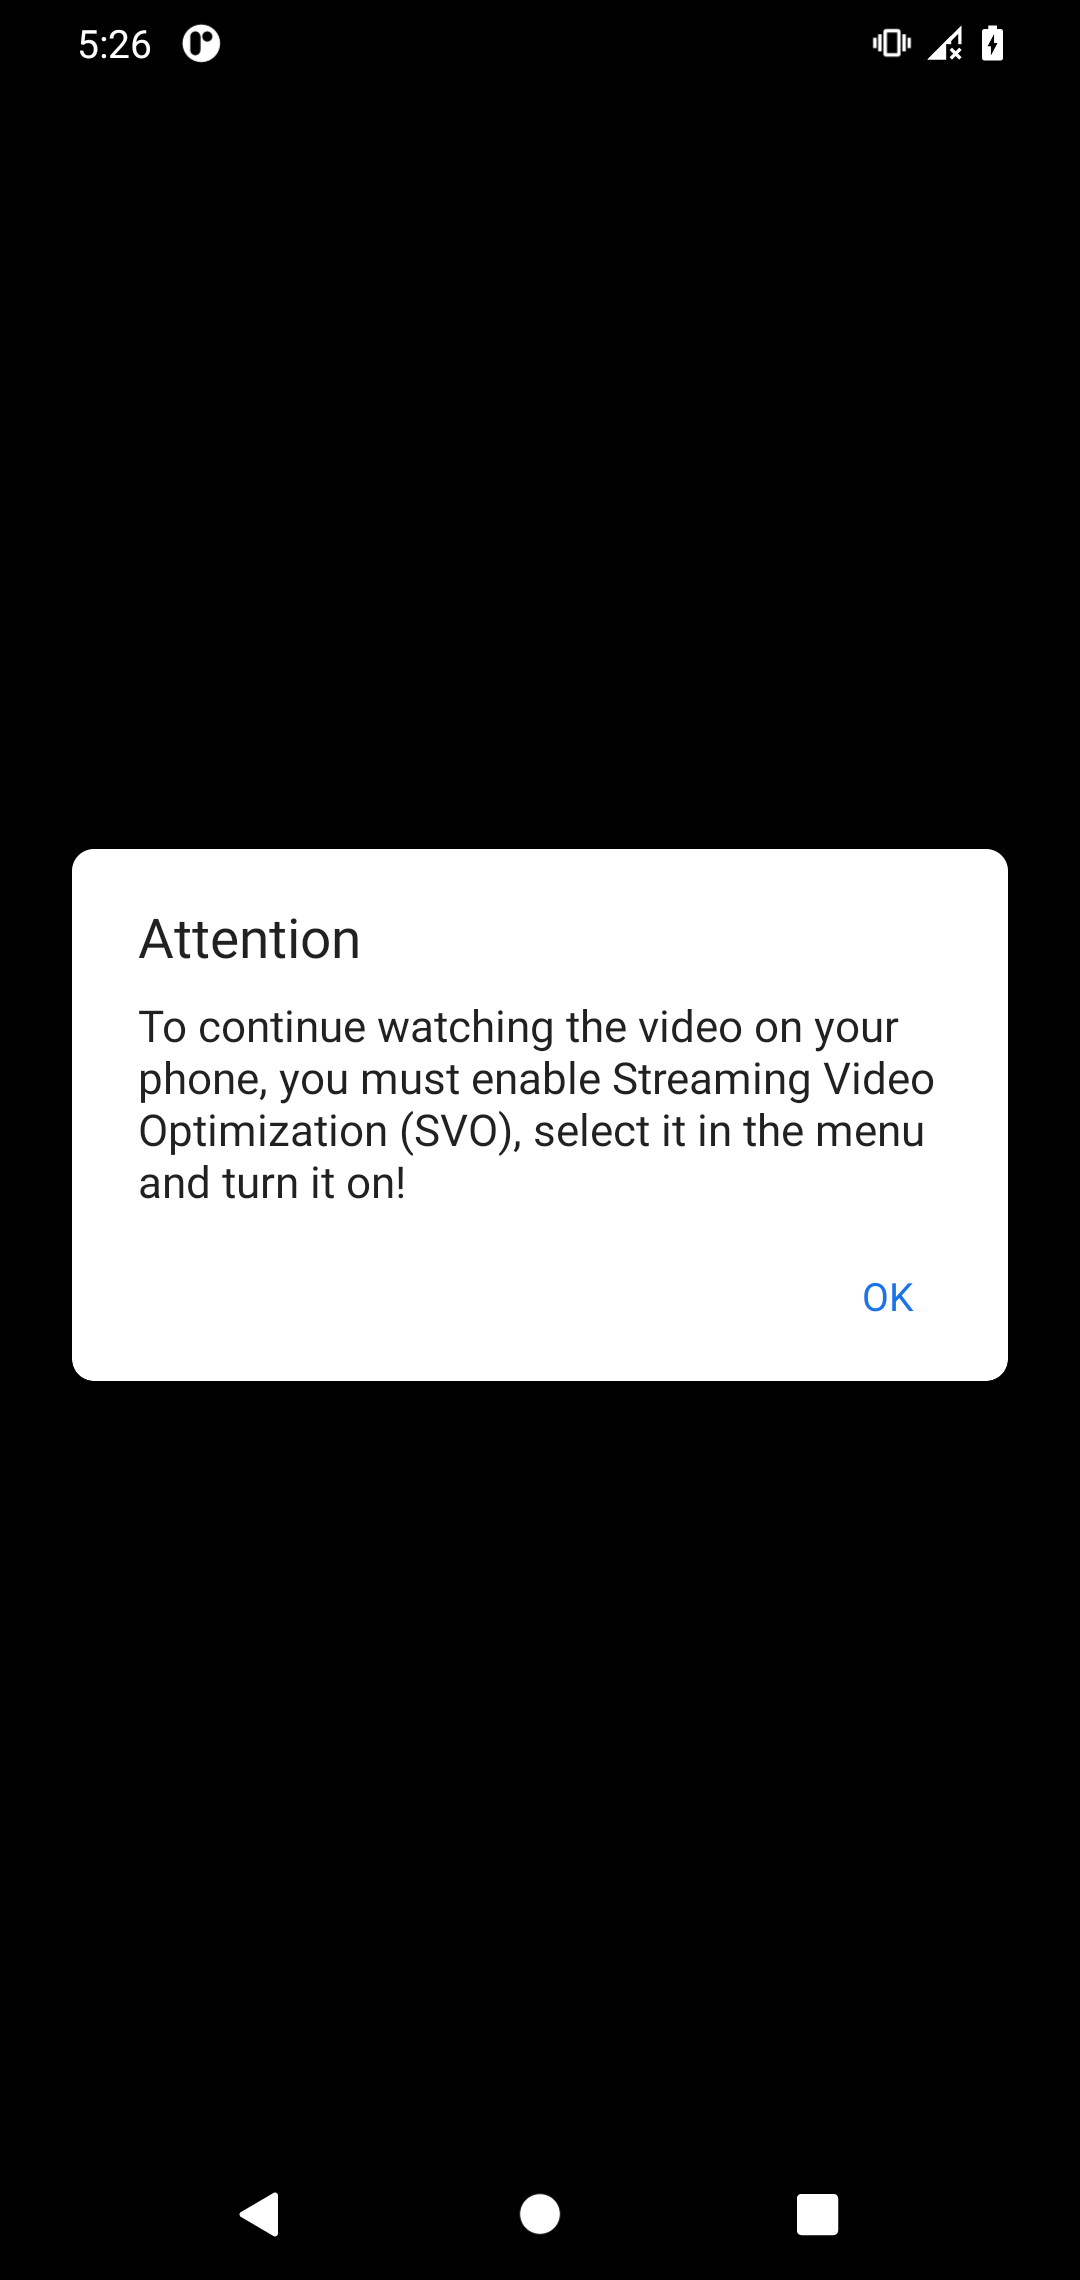 5:26
Attention
To continue watching the video on your
phone, you must enable Streaming Video
Optimization (SVO), select it in the menu
and turn it on!
OK